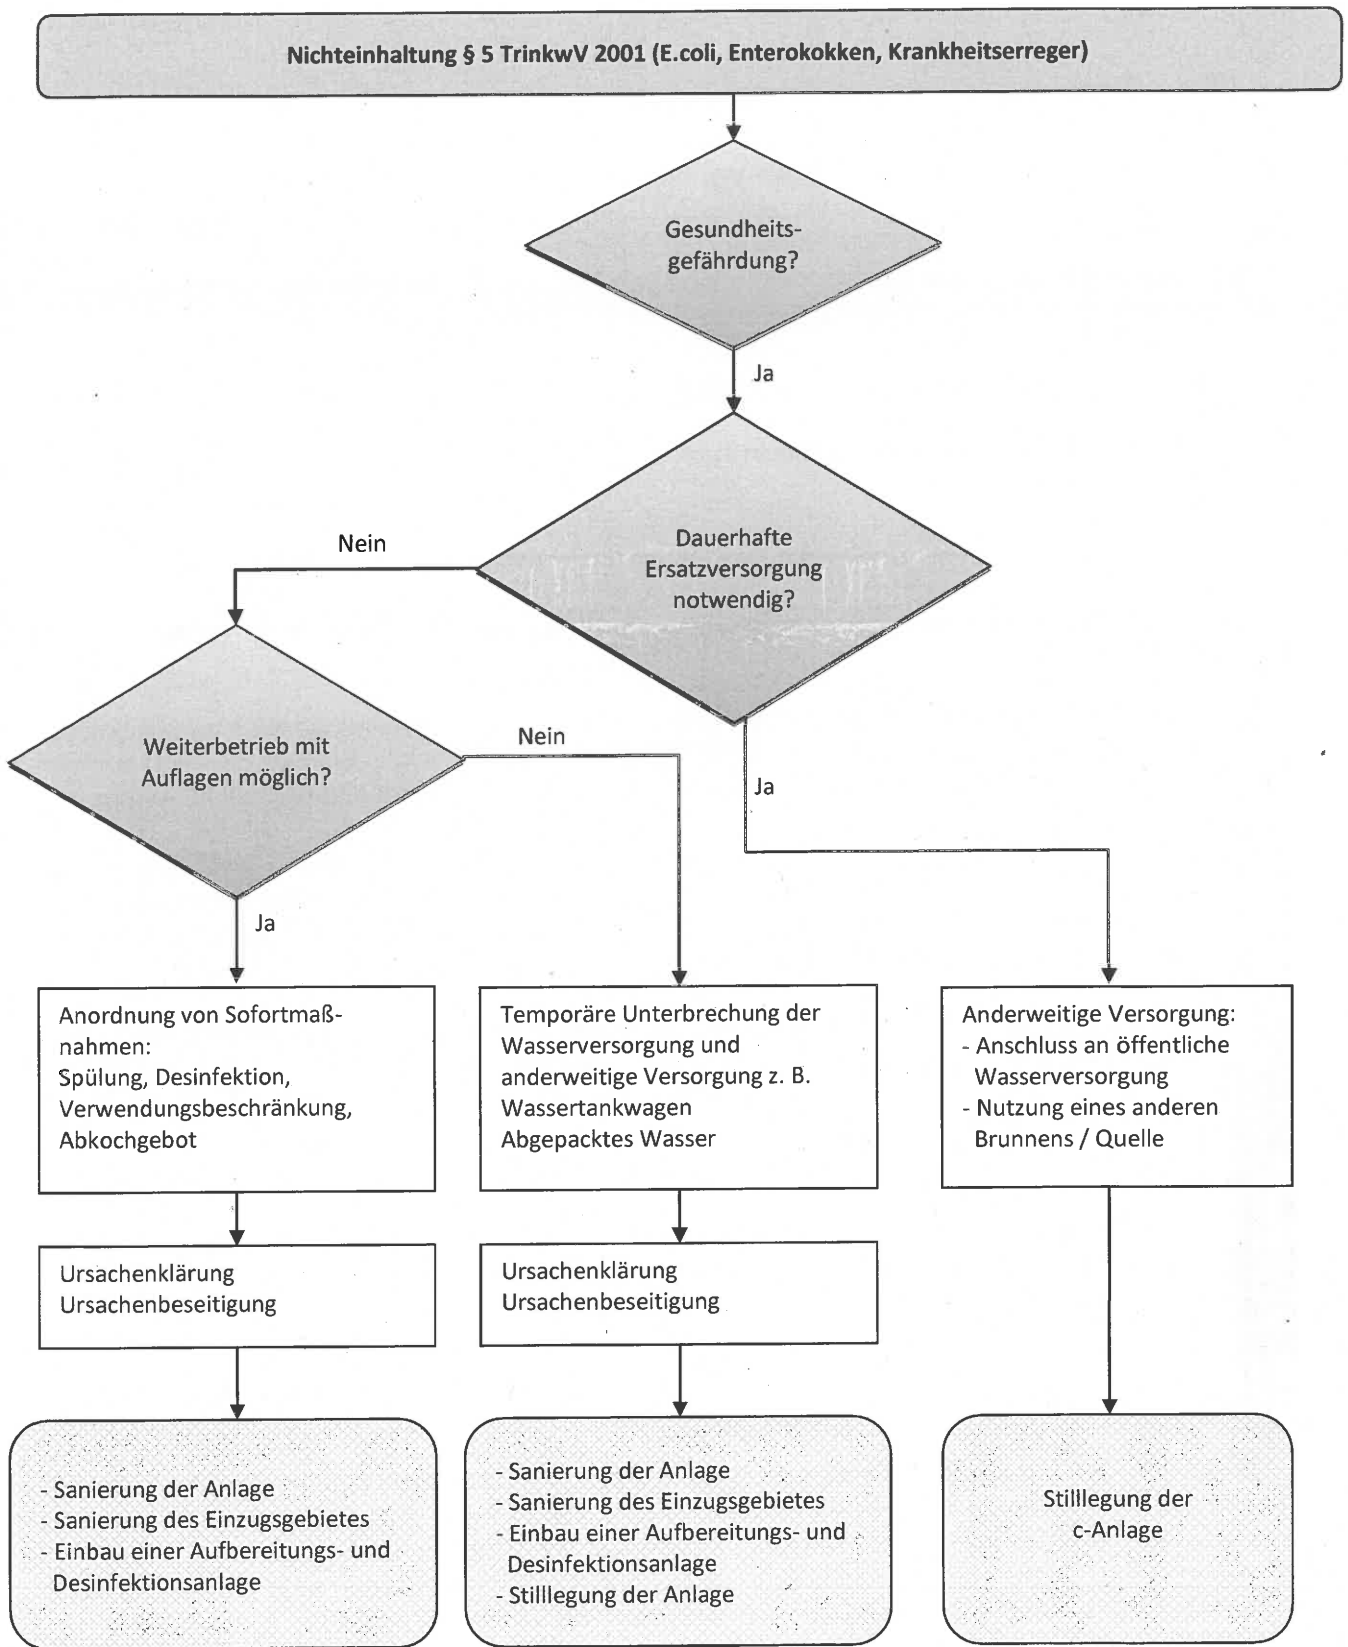 Nichteinhaltung § 5 TrinkwV 2001 (E.coli, Enterokokken, Krankheitserreger)
Gesundheits-
gefährdung?
Ja
Dauerhafte
Ersatzversorgung
notwendig?
Nein
Ja
Weiterbetrieb mit
Auflagen möglich?
Nein
Ja
Anordnung von Sofortmaß-
nahmen:
Spülung, Desinfektion,
Verwendungsbeschränkung,
Abkochgebot
Temporäre Unterbrechung der
Wasserversorgung und
anderweitige Versorgung z. B.
Wassertankwagen
Abgepacktes Wasser
Anderweitige Versorgung:
- Anschluss an öffentliche
Wasserversorgung
- Nutzung eines anderen
Brunnens / Quelle
Ursachenklärung
Ursachenbeseitigung
Ursachenklärung
Ursachenbeseitigung
- Sanierung der Anlage
- Sanierung des Einzugsgebietes
- Einbau einer Aufbereitungs- und
Desinfektionsanlage
- Sanierung der Anlage
- Sanierung des Einzugsgebietes
- Einbau einer Aufbereitungs- und
Desinfektionsanlage
- Stilllegung der Anlage
Stilllegung der
c-Anlage